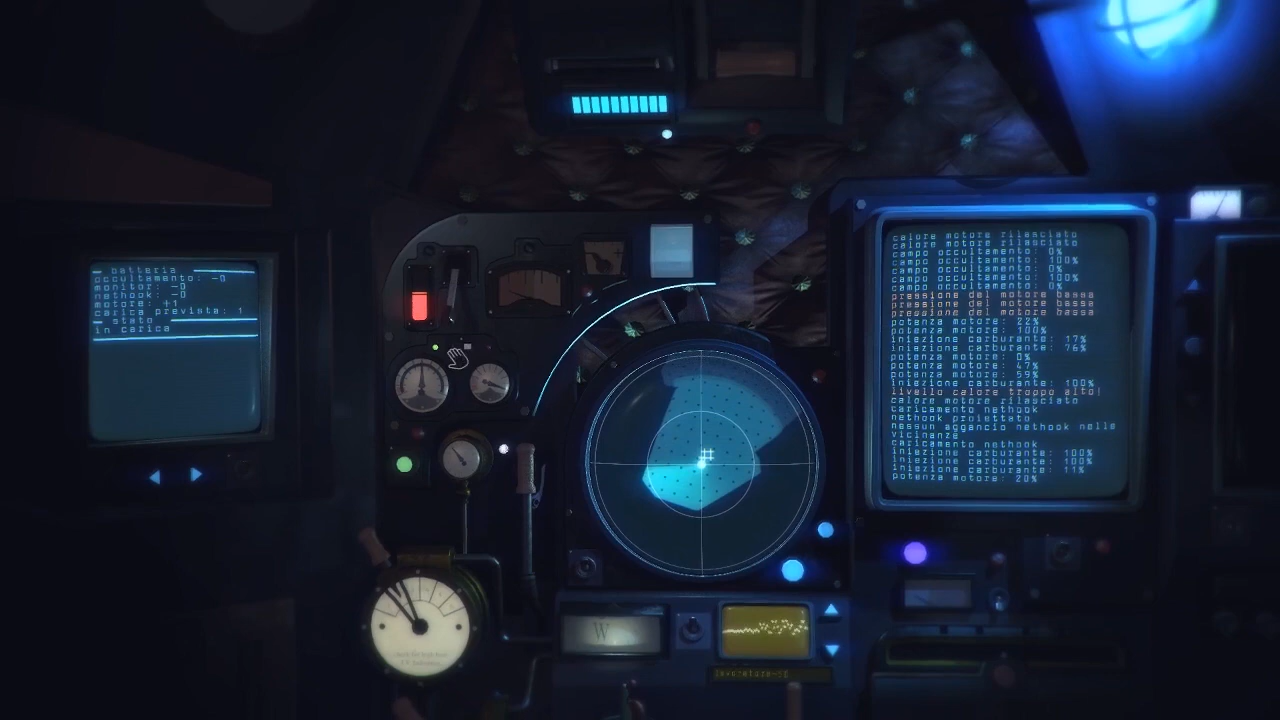 batteria
occultamento: -0
monitor: -0
nethook: -0
motore: +1
carica prevista: 1
stato
in carica
calore motore rilasciato
calore motore rilasciato
campo occultamento: 0%
campo occultamento: 100%
campo occultamento: 0%
campo occultamento: 100%
campo occultamento: 0%
pressione del motore bassa
pressione del motore bassa
pressione del motore bassa
potenza motore: 22%
potenza motore: 100%
iniezione carburante: 17%
iniezione carburante: 76%
potenza motore: 0%
potenza motore: 47%
potenza motore: 59%
iniezione carburante: 100%
livello calore troppo alto!
calore motore rilasciato
caricamento nethook
nethook proiettato
nessun aggancio nethook nelle
vicinanze
caricamento nethook
iniezione carburante: 100%
iniezione carburante: 100%
iniezione carburante: 11%
potenza motore: 20%
W